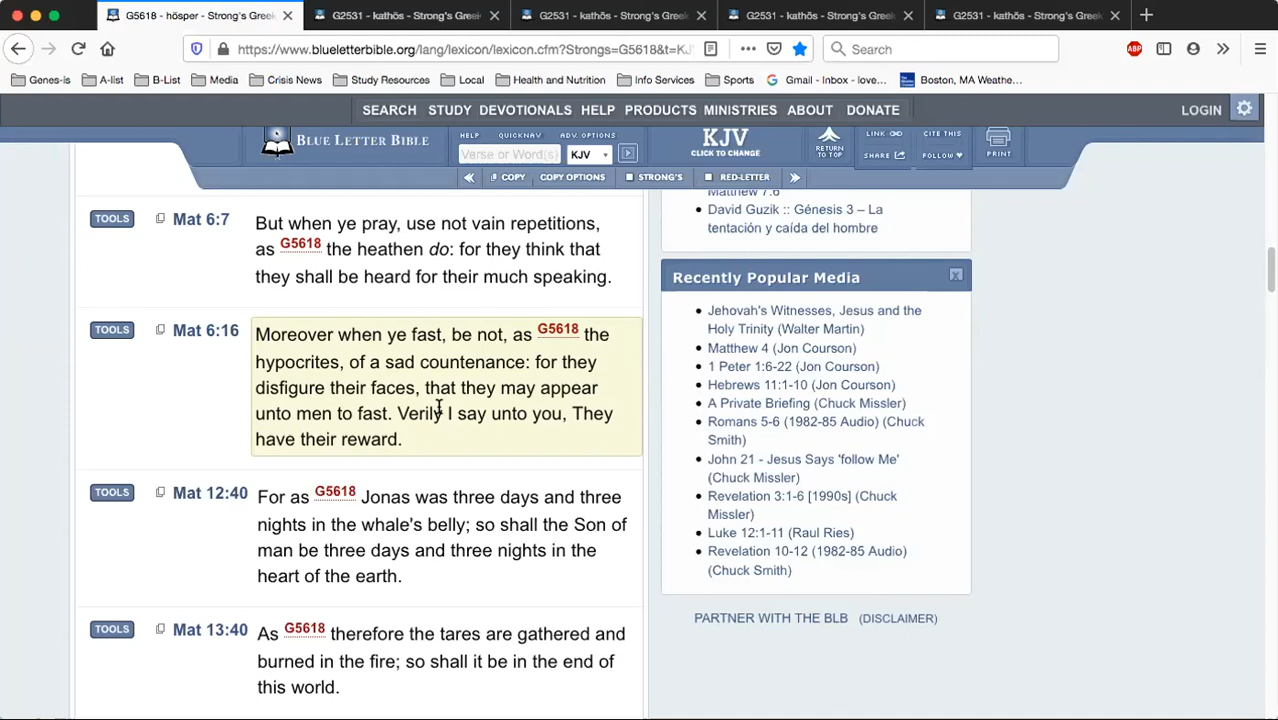 G5618 - hōsper - Strong's Greek
G2531 - kathōs - Strong's Greek
G2531 - kathōs - Strong's Greek
G2531 - kathōs - Strong's Greek
G2531 - kathōs - Strong's Greek
https://www.blueletterbible.org/lang/lexicon/lexicon.cfm?Strongs=G5618&t=KJ
Search
ABP
Genes-is
A-list
B-List
Media
Crisis News
Study Resources
Local
Health and Nutrition
Info Services
Sports
Gmail - Inbox - love...
Boston, MA Weathe...
SEARCH STUDY DEVOTIONALS HELP PRODUCTS MINISTRIES ABOUT DONATE
LOGIN
BLUE LETTER BIBLE
HELP QUICKNAV ADV. OPTIONS
Verse or Word(s) KJV
KJV
CLICK TO CHANGE
RETURN
TO TOP
LINK
SHARE
CITE THIS
FOLLOW
PRINT
COPY COPY OPTIONS STRONG'S RED-LETTER
TOOLS Mat 6:7
But when ye pray, use not vain repetitions,
as G5618 the heathen do: for they think that
they shall be heard for their much speaking.
TOOLS Mat 6:16
Moreover when ye fast, be not, as G5618 the
hypocrites, of a sad countenance: for they
disfigure their faces, that they may appear
unto men to fast. Verily I say unto you, They
have their reward.
TOOLS Mat 12:40
For as G5618 Jonas was three days and three
nights in the whale's belly; so shall the Son of
man be three days and three nights in the
heart of the earth.
TOOLS Mat 13:40
As G5618 therefore the tares are gathered and
burned in the fire; so shall it be in the end of
this world.
Matthew 7:6
David Guzik :: Génesis 3 – La
tentación y caída del hombre
Recently Popular Media
X
Jehovah's Witnesses, Jesus and the
Holy Trinity (Walter Martin)
Matthew 4 (Jon Courson)
1 Peter 1:6-22 (Jon Courson)
Hebrews 11:1-10 (Jon Courson)
A Private Briefing (Chuck Missler)
Romans 5-6 (1982-85 Audio) (Chuck
Smith)
John 21 - Jesus Says 'follow Me'
(Chuck Missler)
Revelation 3:1-6 [1990s] (Chuck
Missler)
Luke 12:1-11 (Raul Ries)
Revelation 10-12 (1982-85 Audio)
(Chuck Smith)
PARTNER WITH THE BLB (DISCLAIMER)